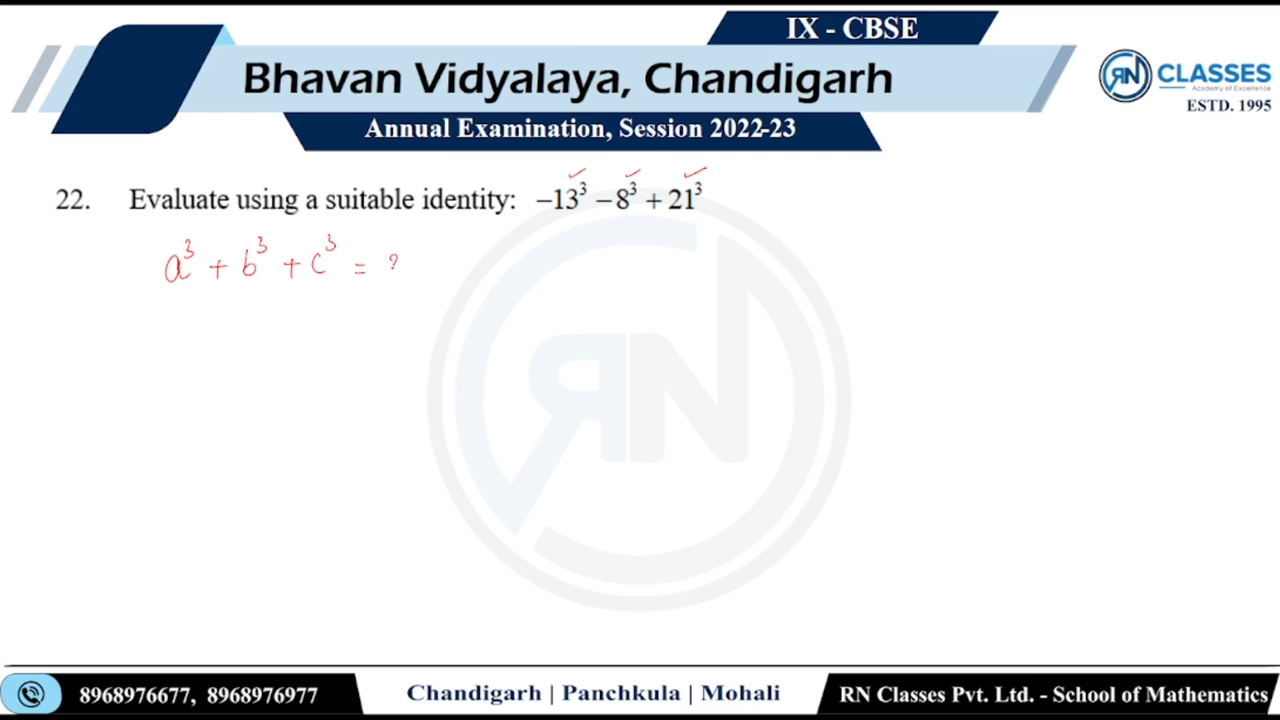 IX - CBSE
Bhavan Vidyalaya, Chandigarh
RN CLASSES
Academy of Excellence
ESTD. 1995
Annual Examination, Session 2022-23
22. Evaluate using a suitable identity: −13³ − 8³ + 21³
a³ + b³ + c³ = ?
RN
8968976677, 8968976977
Chandigarh | Panchkula | Mohali
RN Classes Pvt. Ltd. - School of Mathematics